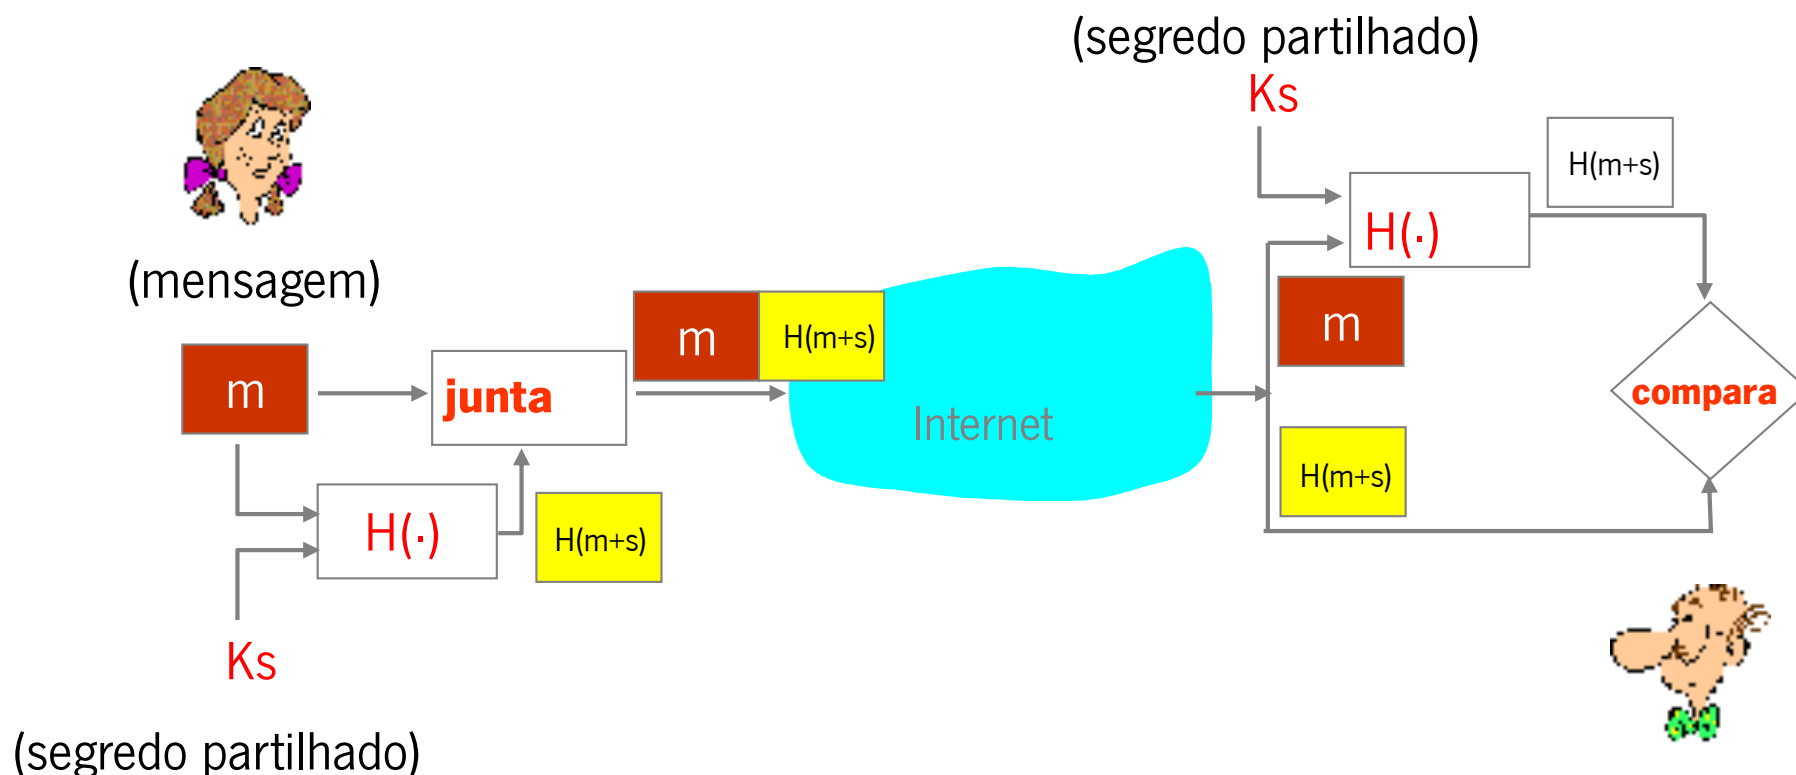 (segredo partilhado)
Ks
H(m+s)
H(·)
(mensagem)
m
H(m+s)
m
m
junta
compara
Internet
H(m+s)
H(·)
H(m+s)
Ks
(segredo partilhado)